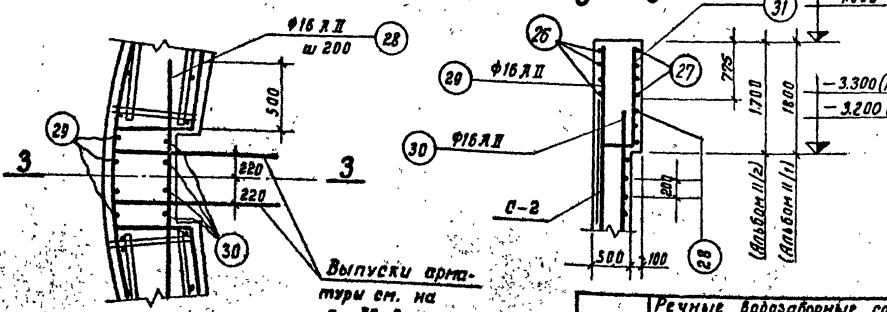 ф16 А II
ш 200
28
500
29
3
3
220
220
30
Выпуски арма-
туры см. на
26
29
ф16 А II
30
ф16 А II
С-2
31
27
775
1700
1800
-3.300
-3.200
200
500
100
28
(Альбом II(2)
(Альбом II(1)
Речные водозаборные